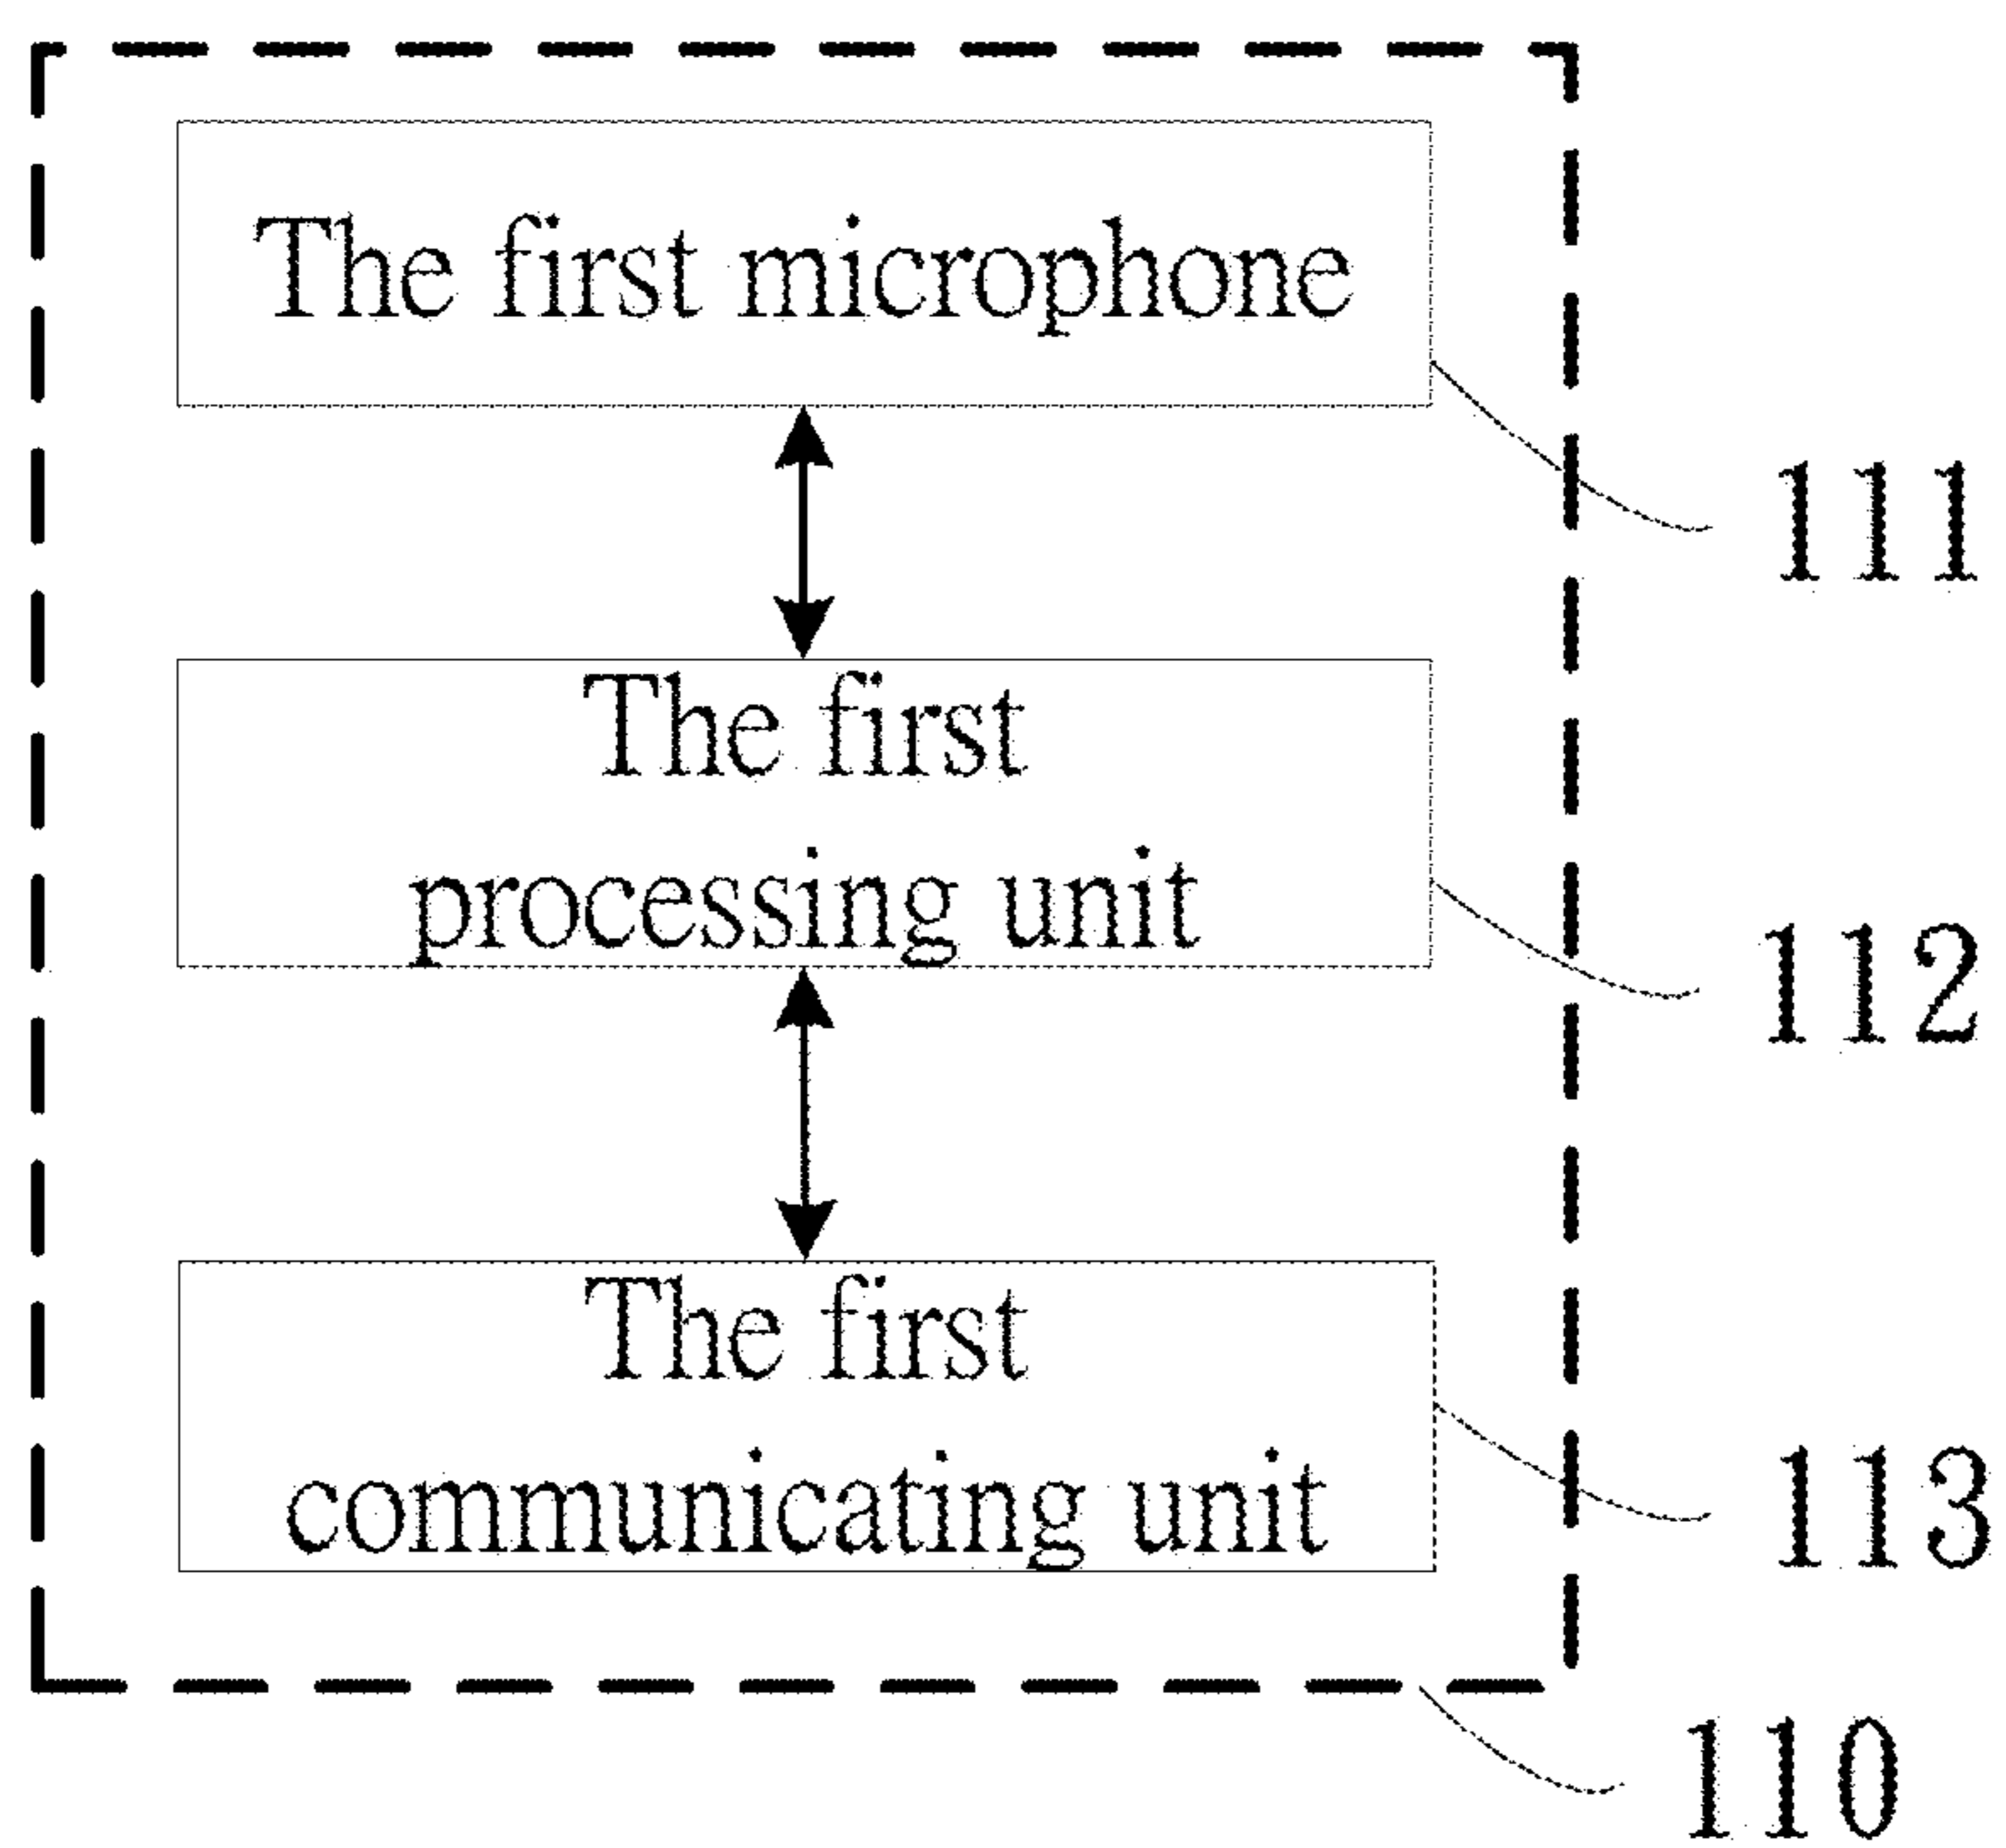 The first microphone
111
The first
processing unit
112
The first
communicating unit
113
110